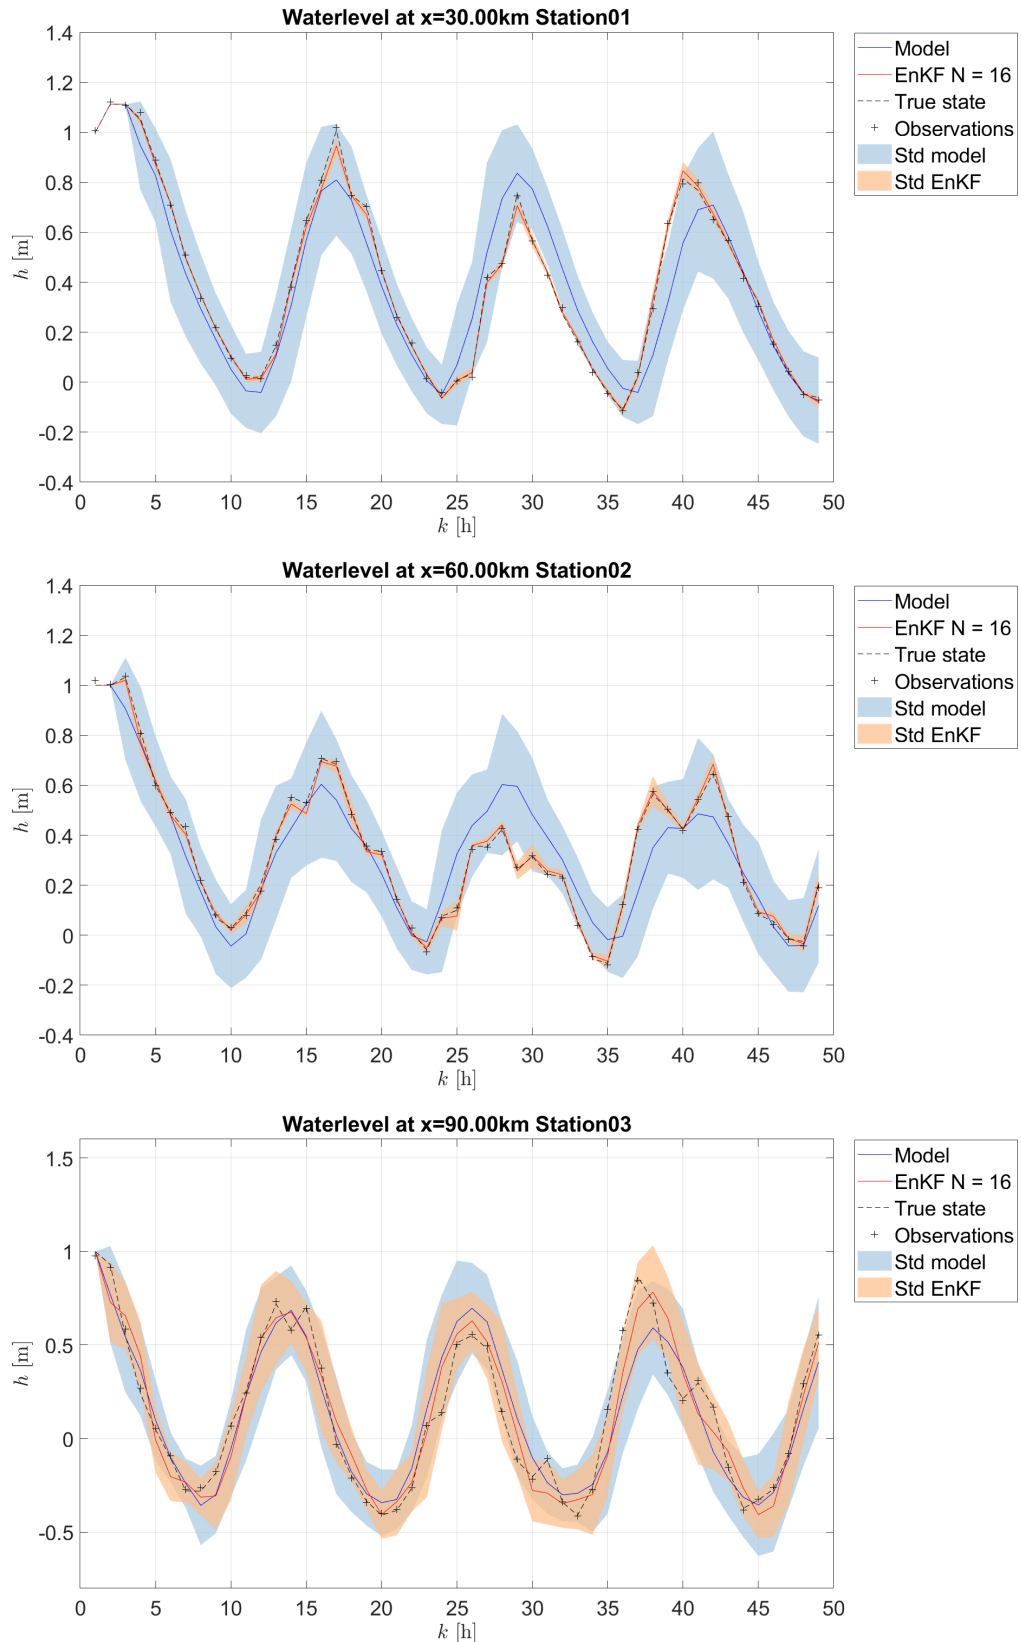 Waterlevel at x=30.00km Station01
1.4
1.2
1
0.8
0.6
0.4
0.2
0
-0.2
-0.4
h [m]
0 5 10 15 20 25 30 35 40 45 50
k [h]
Model
EnKF N = 16
True state
Observations
Std model
Std EnKF
Waterlevel at x=60.00km Station02
1.4
1.2
1
0.8
0.6
0.4
0.2
0
-0.2
-0.4
h [m]
0 5 10 15 20 25 30 35 40 45 50
k [h]
Model
EnKF N = 16
True state
Observations
Std model
Std EnKF
Waterlevel at x=90.00km Station03
1.5
1
0.5
0
-0.5
h [m]
0 5 10 15 20 25 30 35 40 45 50
k [h]
Model
EnKF N = 16
True state
Observations
Std model
Std EnKF